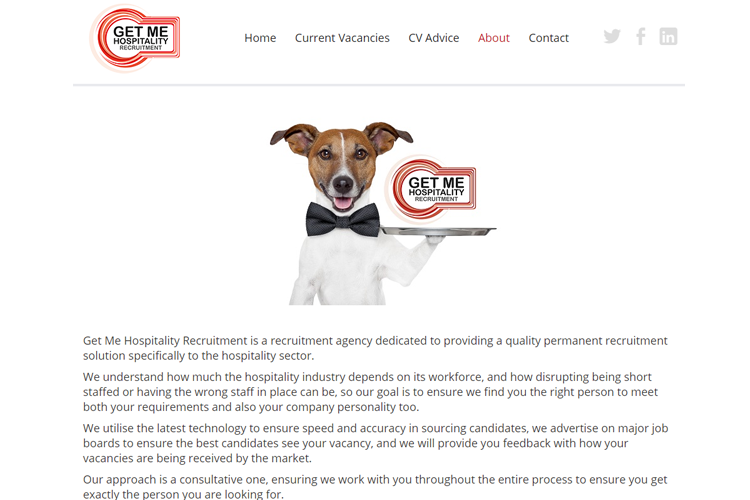 GET ME
HOSPITALITY
RECRUITMENT
Home Current Vacancies CV Advice About Contact
GET ME
HOSPITALITY
RECRUITMENT
Get Me Hospitality Recruitment is a recruitment agency dedicated to providing a quality permanent recruitment
solution specifically to the hospitality sector.
We understand how much the hospitality industry depends on its workforce, and how disrupting being short
staffed or having the wrong staff in place can be, so our goal is to ensure we find you the right person to meet
both your requirements and also your company personality too.
We utilise the latest technology to ensure speed and accuracy in sourcing candidates, we advertise on major job
boards to ensure the best candidates see your vacancy, and we will provide you feedback with how your
vacancies are being received by the market.
Our approach is a consultative one, ensuring we work with you throughout the entire process to ensure you get
exactly the person you are looking for.